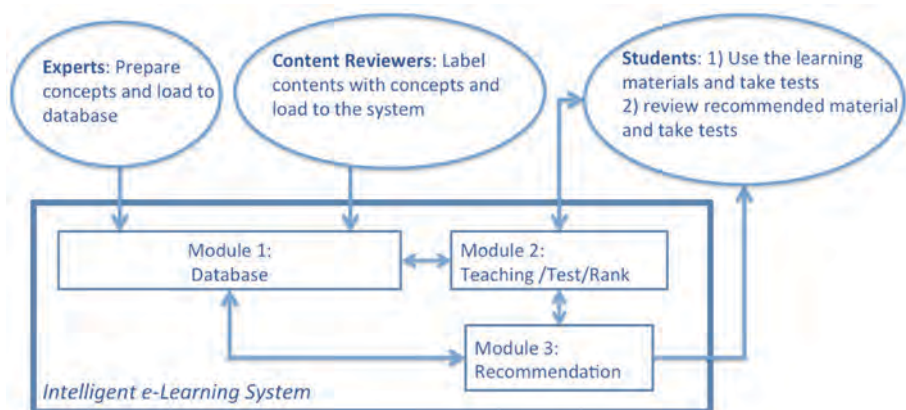 Experts: Prepare
concepts and load to
database
Content Reviewers: Label
contents with concepts and
load to the system
Students: 1) Use the learning
materials and take tests
2) review recommended material
and take tests
Module 1:
Database
Module 2:
Teaching /Test/Rank
Module 3:
Recommendation
Intelligent e-Learning System